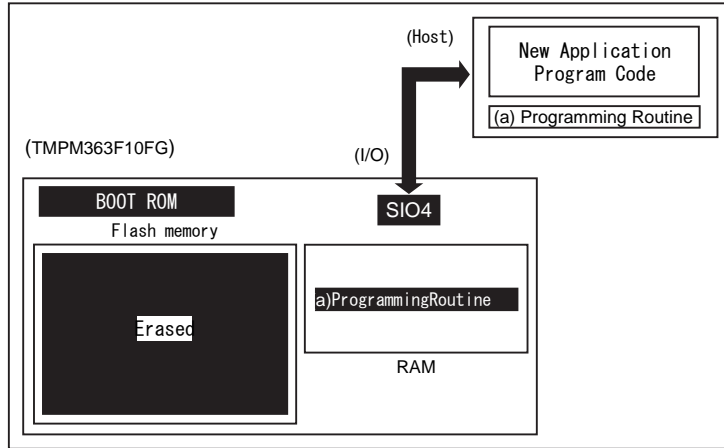 (Host)
New Application
Program Code
(a) Programming Routine
(TMPM363F10FG)
(I/O)
BOOT ROM
SIO4
Flash memory
a)ProgrammingRoutine
Erased
RAM